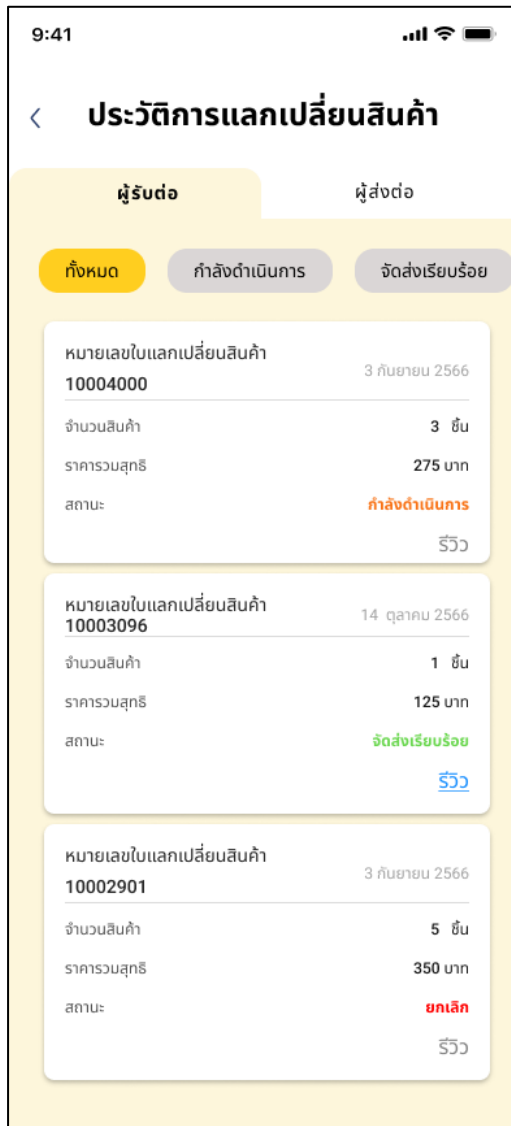 9:41
ประวัติการแลกเปลี่ยนสินค้า
ผู้รับต่อ ผู้ส่งต่อ
ทั้งหมด กำลังดำเนินการ จัดส่งเรียบร้อย
หมายเลขใบแลกเปลี่ยนสินค้า
10004000 3 กันยายน 2566
จำนวนสินค้า 3 ชิ้น
ราคารวมสุทธิ 275 บาท
สถานะ กำลังดำเนินการ
รีวิว
หมายเลขใบแลกเปลี่ยนสินค้า
10003096 14 ตุลาคม 2566
จำนวนสินค้า 1 ชิ้น
ราคารวมสุทธิ 125 บาท
สถานะ จัดส่งเรียบร้อย
รีวิว
หมายเลขใบแลกเปลี่ยนสินค้า
10002901 3 กันยายน 2566
จำนวนสินค้า 5 ชิ้น
ราคารวมสุทธิ 350 บาท
สถานะ ยกเลิก
รีวิว